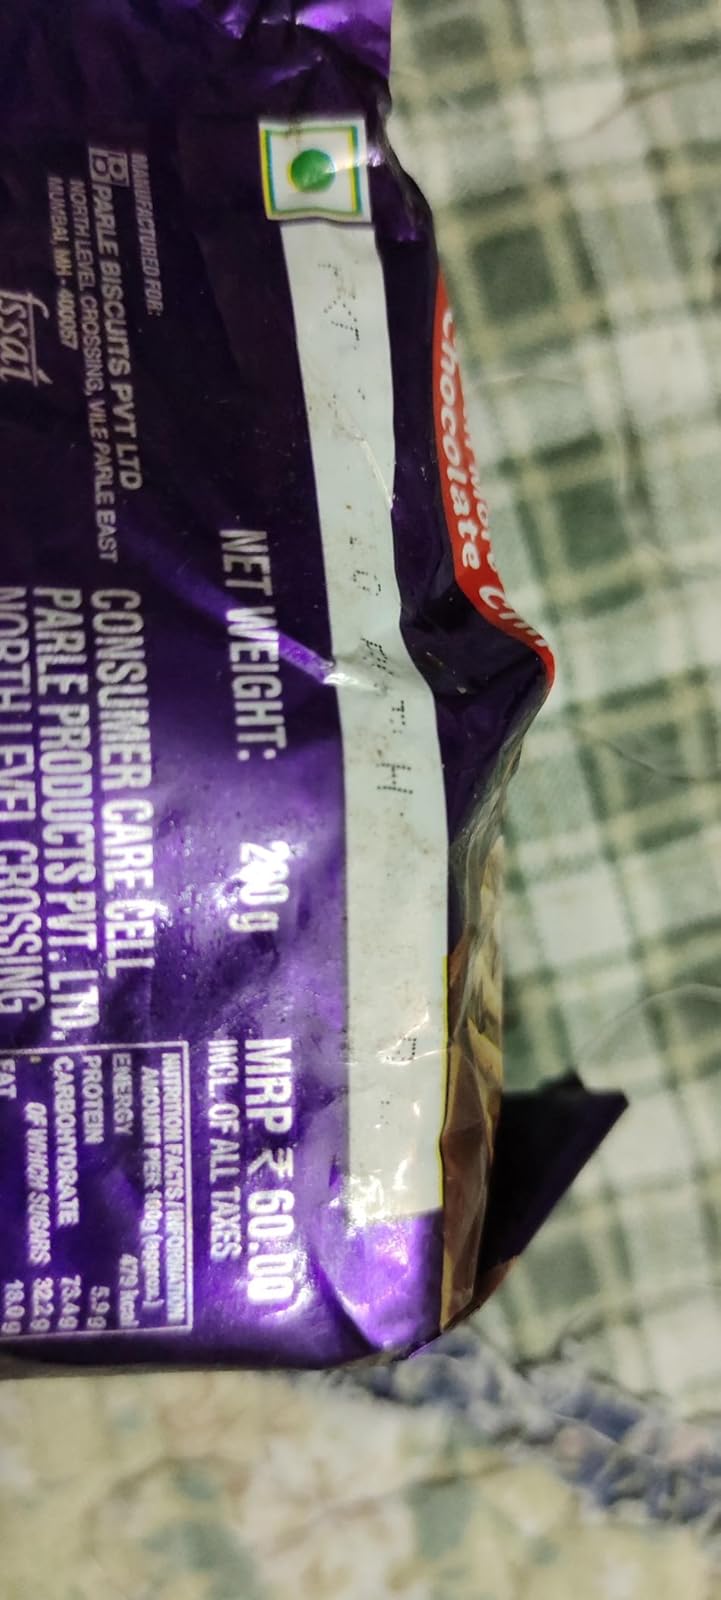 Chocolate
NET WEIGHT: 200 g
MRP ₹ 60.00
INCL. OF ALL TAXES
MANUFACTURED FOR:
PARLE BISCUITS PVT LTD
NORTH LEVEL CROSSING, VILE PARLE EAST
MUMBAI, MH - 400057
fssai
CONSUMER CARE CELL
PARLE PRODUCTS PVT. LTD.
NORTH LEVEL CROSSING
NUTRITION FACTS / INFORMATION
AMOUNT PER 100g (approx.)
ENERGY 479 kcal
PROTEIN 5.9 g
CARBOHYDRATE 73.4 g
OF WHICH SUGARS 32.2 g
FAT 18.0 g